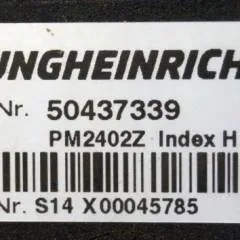 UNGHEINRICH
Nr. 50437339
PM2402Z Index H
Nr. S14 X00045785